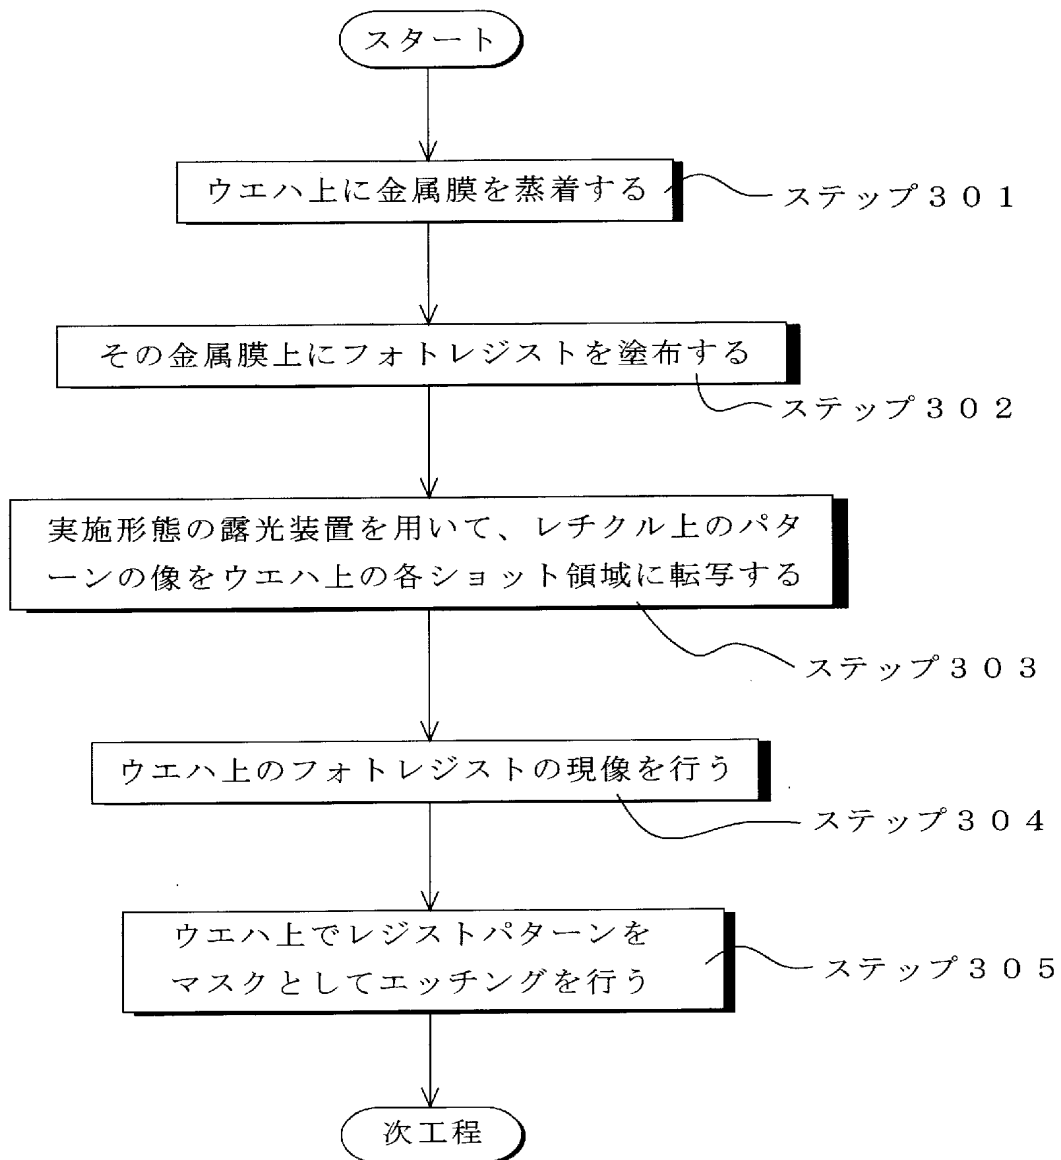 スタート
ウエハ上に金属膜を蒸着する
ステップ３０１
その金属膜上にフォトレジストを塗布する
ステップ３０２
実施形態の露光装置を用いて、レチクル上のパタ
ーンの像をウエハ上の各ショット領域に転写する
ステップ３０３
ウエハ上のフォトレジストの現像を行う
ステップ３０４
ウエハ上でレジストパターンを
マスクとしてエッチングを行う
ステップ３０５
次工程